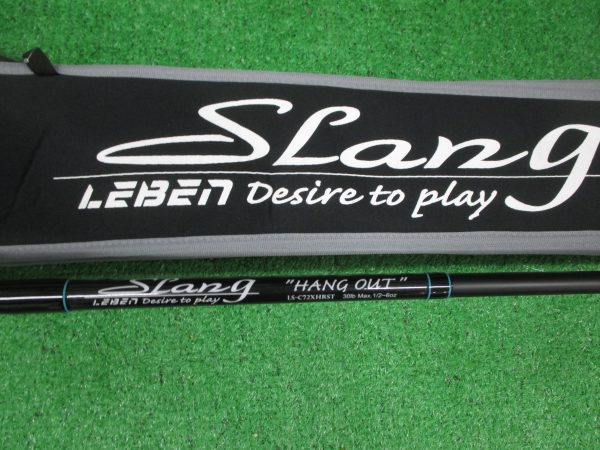 SLang
LEBEN Desire to play
SLang "HANG OUT"
LEBEN Desire to play LS-C72XHRST 30lb Max.1/2~6oz